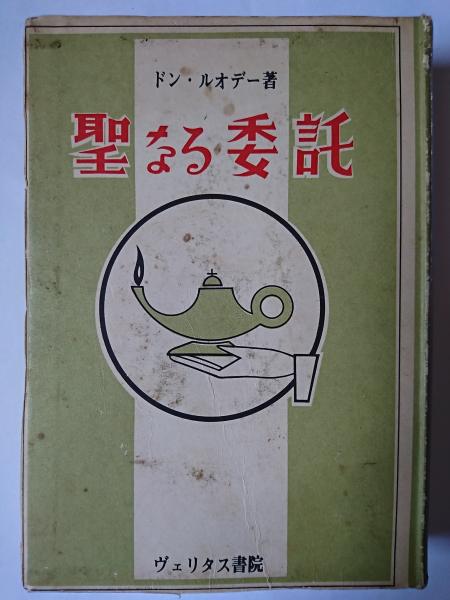 ドン・ルオデー著
聖なる委託
ヴェリタス書院